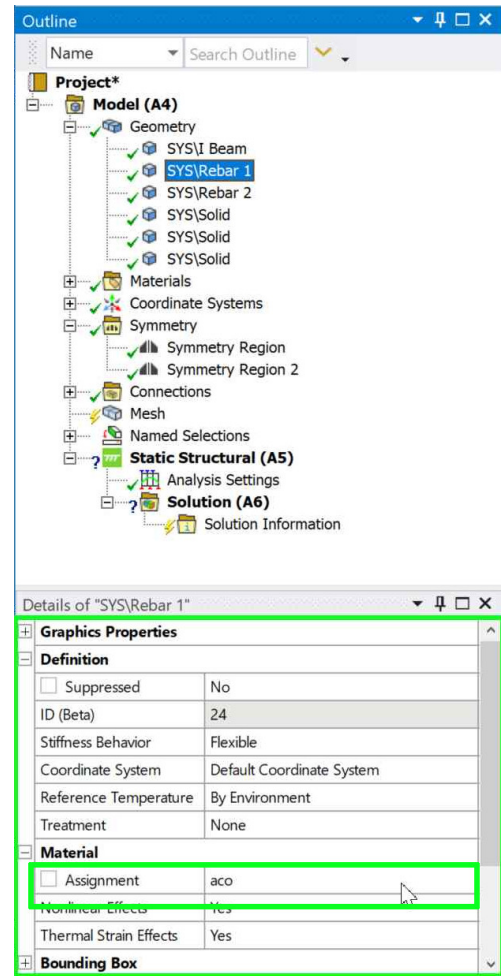 Outline
Name Search Outline
Project*
Model (A4)
Geometry
SYS\I Beam
SYS\Rebar 1
SYS\Rebar 2
SYS\Solid
SYS\Solid
SYS\Solid
Materials
Coordinate Systems
Symmetry
Symmetry Region
Symmetry Region 2
Connections
Mesh
Named Selections
Static Structural (A5)
Analysis Settings
Solution (A6)
Solution Information
Details of "SYS\Rebar 1"
Graphics Properties
Definition
Suppressed No
ID (Beta) 24
Stiffness Behavior Flexible
Coordinate System Default Coordinate System
Reference Temperature By Environment
Treatment None
Material
Assignment aco
Nonlinear Effects Yes
Thermal Strain Effects Yes
Bounding Box